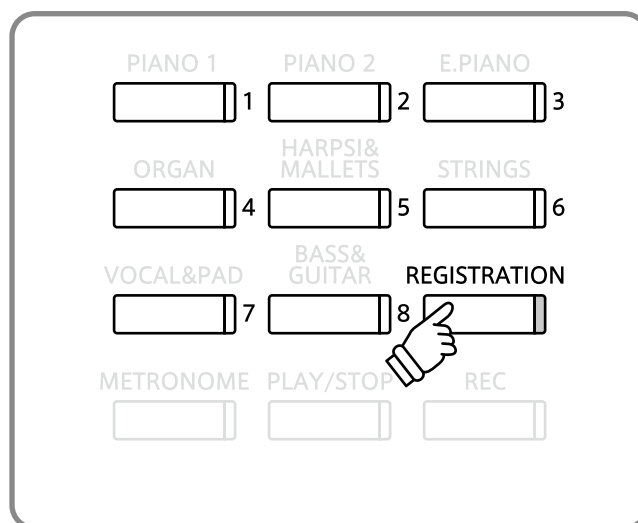 PIANO 1 PIANO 2 E.PIANO
1 2 3
ORGAN HARPSI& MALLETS STRINGS
4 5 6
VOCAL&PAD BASS& GUITAR REGISTRATION
7 8
METRONOME PLAY/STOP REC